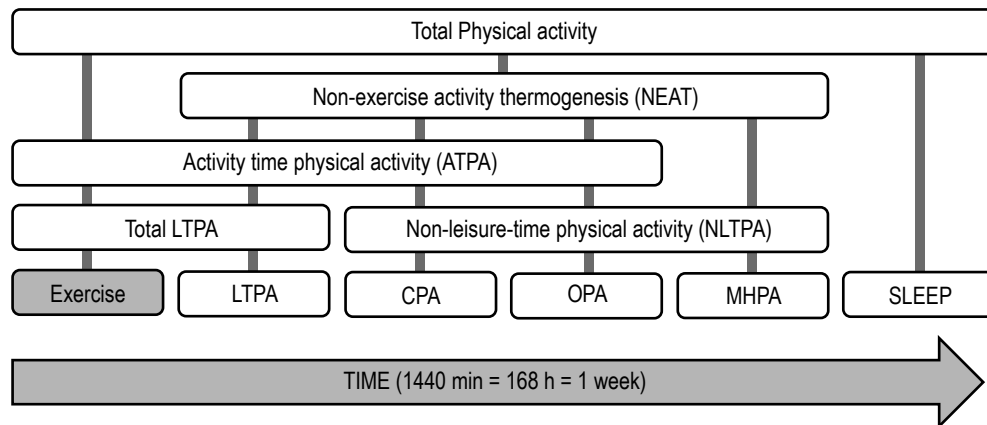 Total Physical activity
Non-exercise activity thermogenesis (NEAT)
Activity time physical activity (ATPA)
Total LTPA
Non-leisure-time physical activity (NLTPA)
Exercise
LTPA
CPA
OPA
MHPA
SLEEP
TIME (1440 min = 168 h = 1 week)